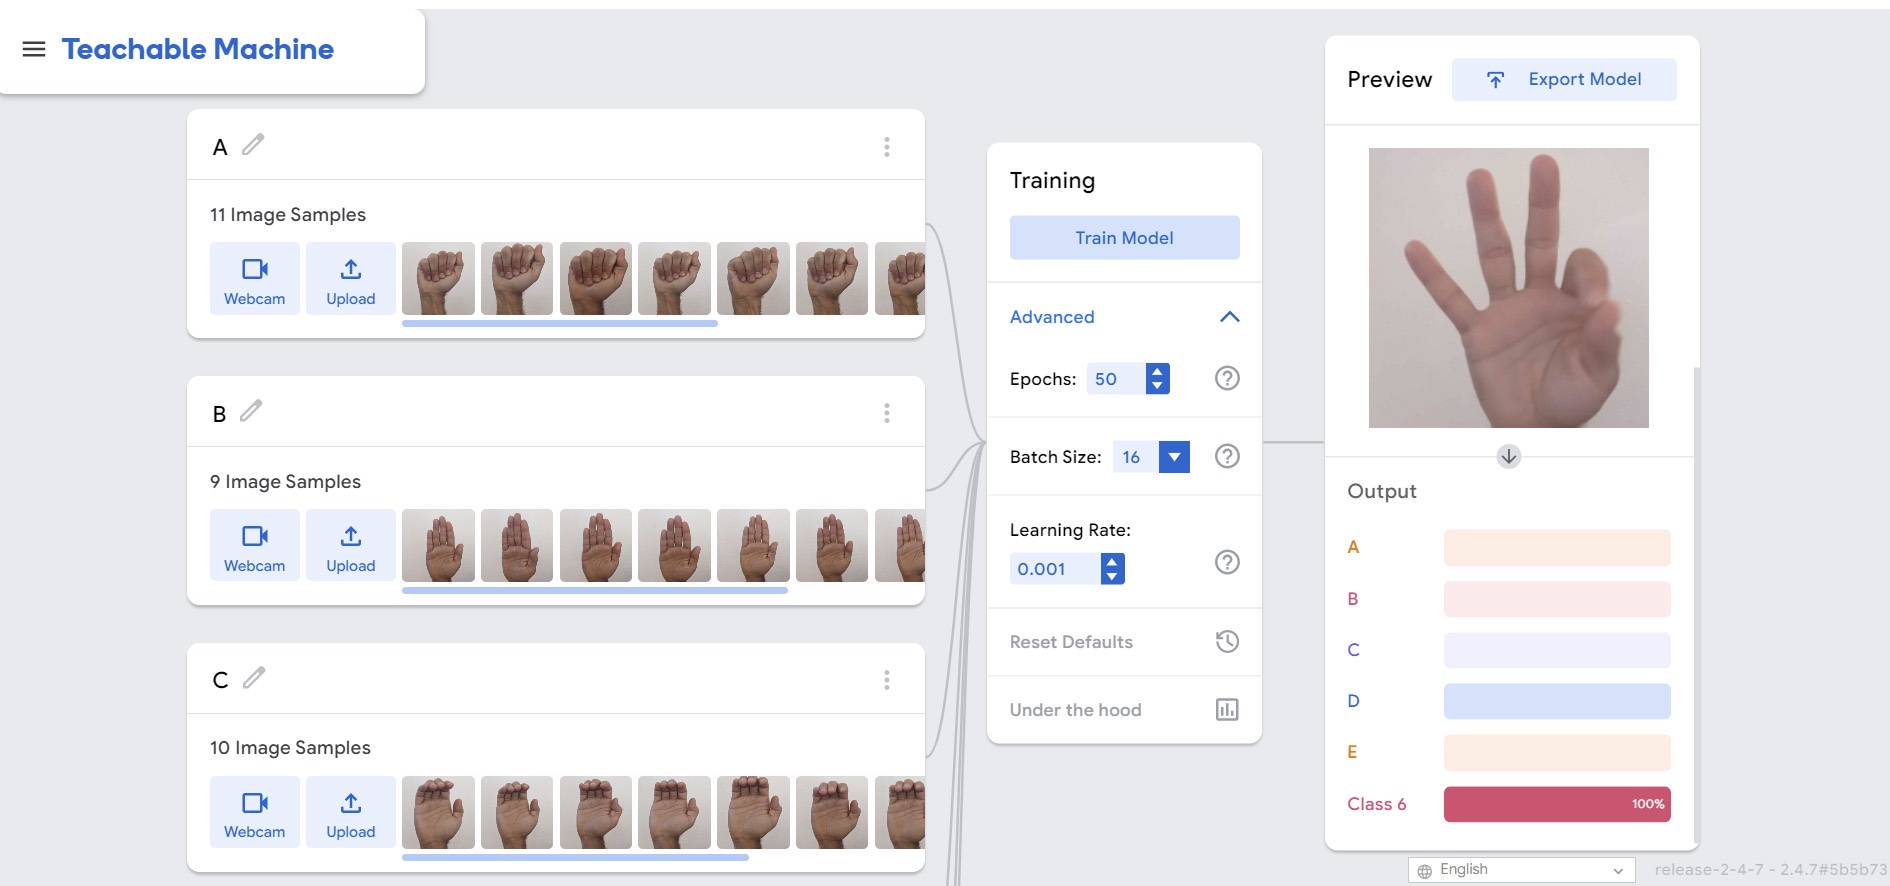 Teachable Machine
A
11 Image Samples
Webcam
Upload
B
9 Image Samples
Webcam
Upload
C
10 Image Samples
Webcam
Upload
Training
Train Model
Advanced
Epochs: 50
Batch Size: 16
Learning Rate:
0.001
Reset Defaults
Under the hood
Preview
Export Model
Output
A
B
C
D
E
Class 6 100%
English
release-2-4-7 - 2.4.7#5b5b73